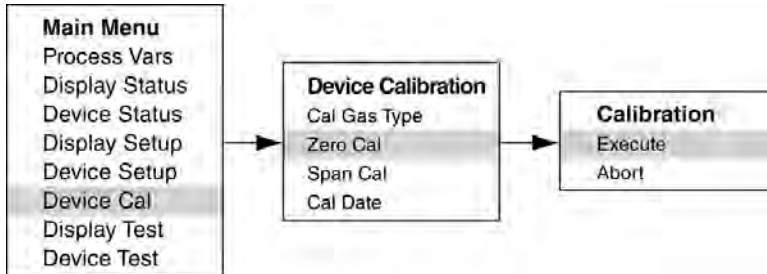 Main Menu
Process Vars
Display Status
Device Status
Display Setup
Device Setup
Device Cal
Display Test
Device Test
Device Calibration
Cal Gas Type
Zero Cal
Span Cal
Cal Date
Calibration
Execute
Abort